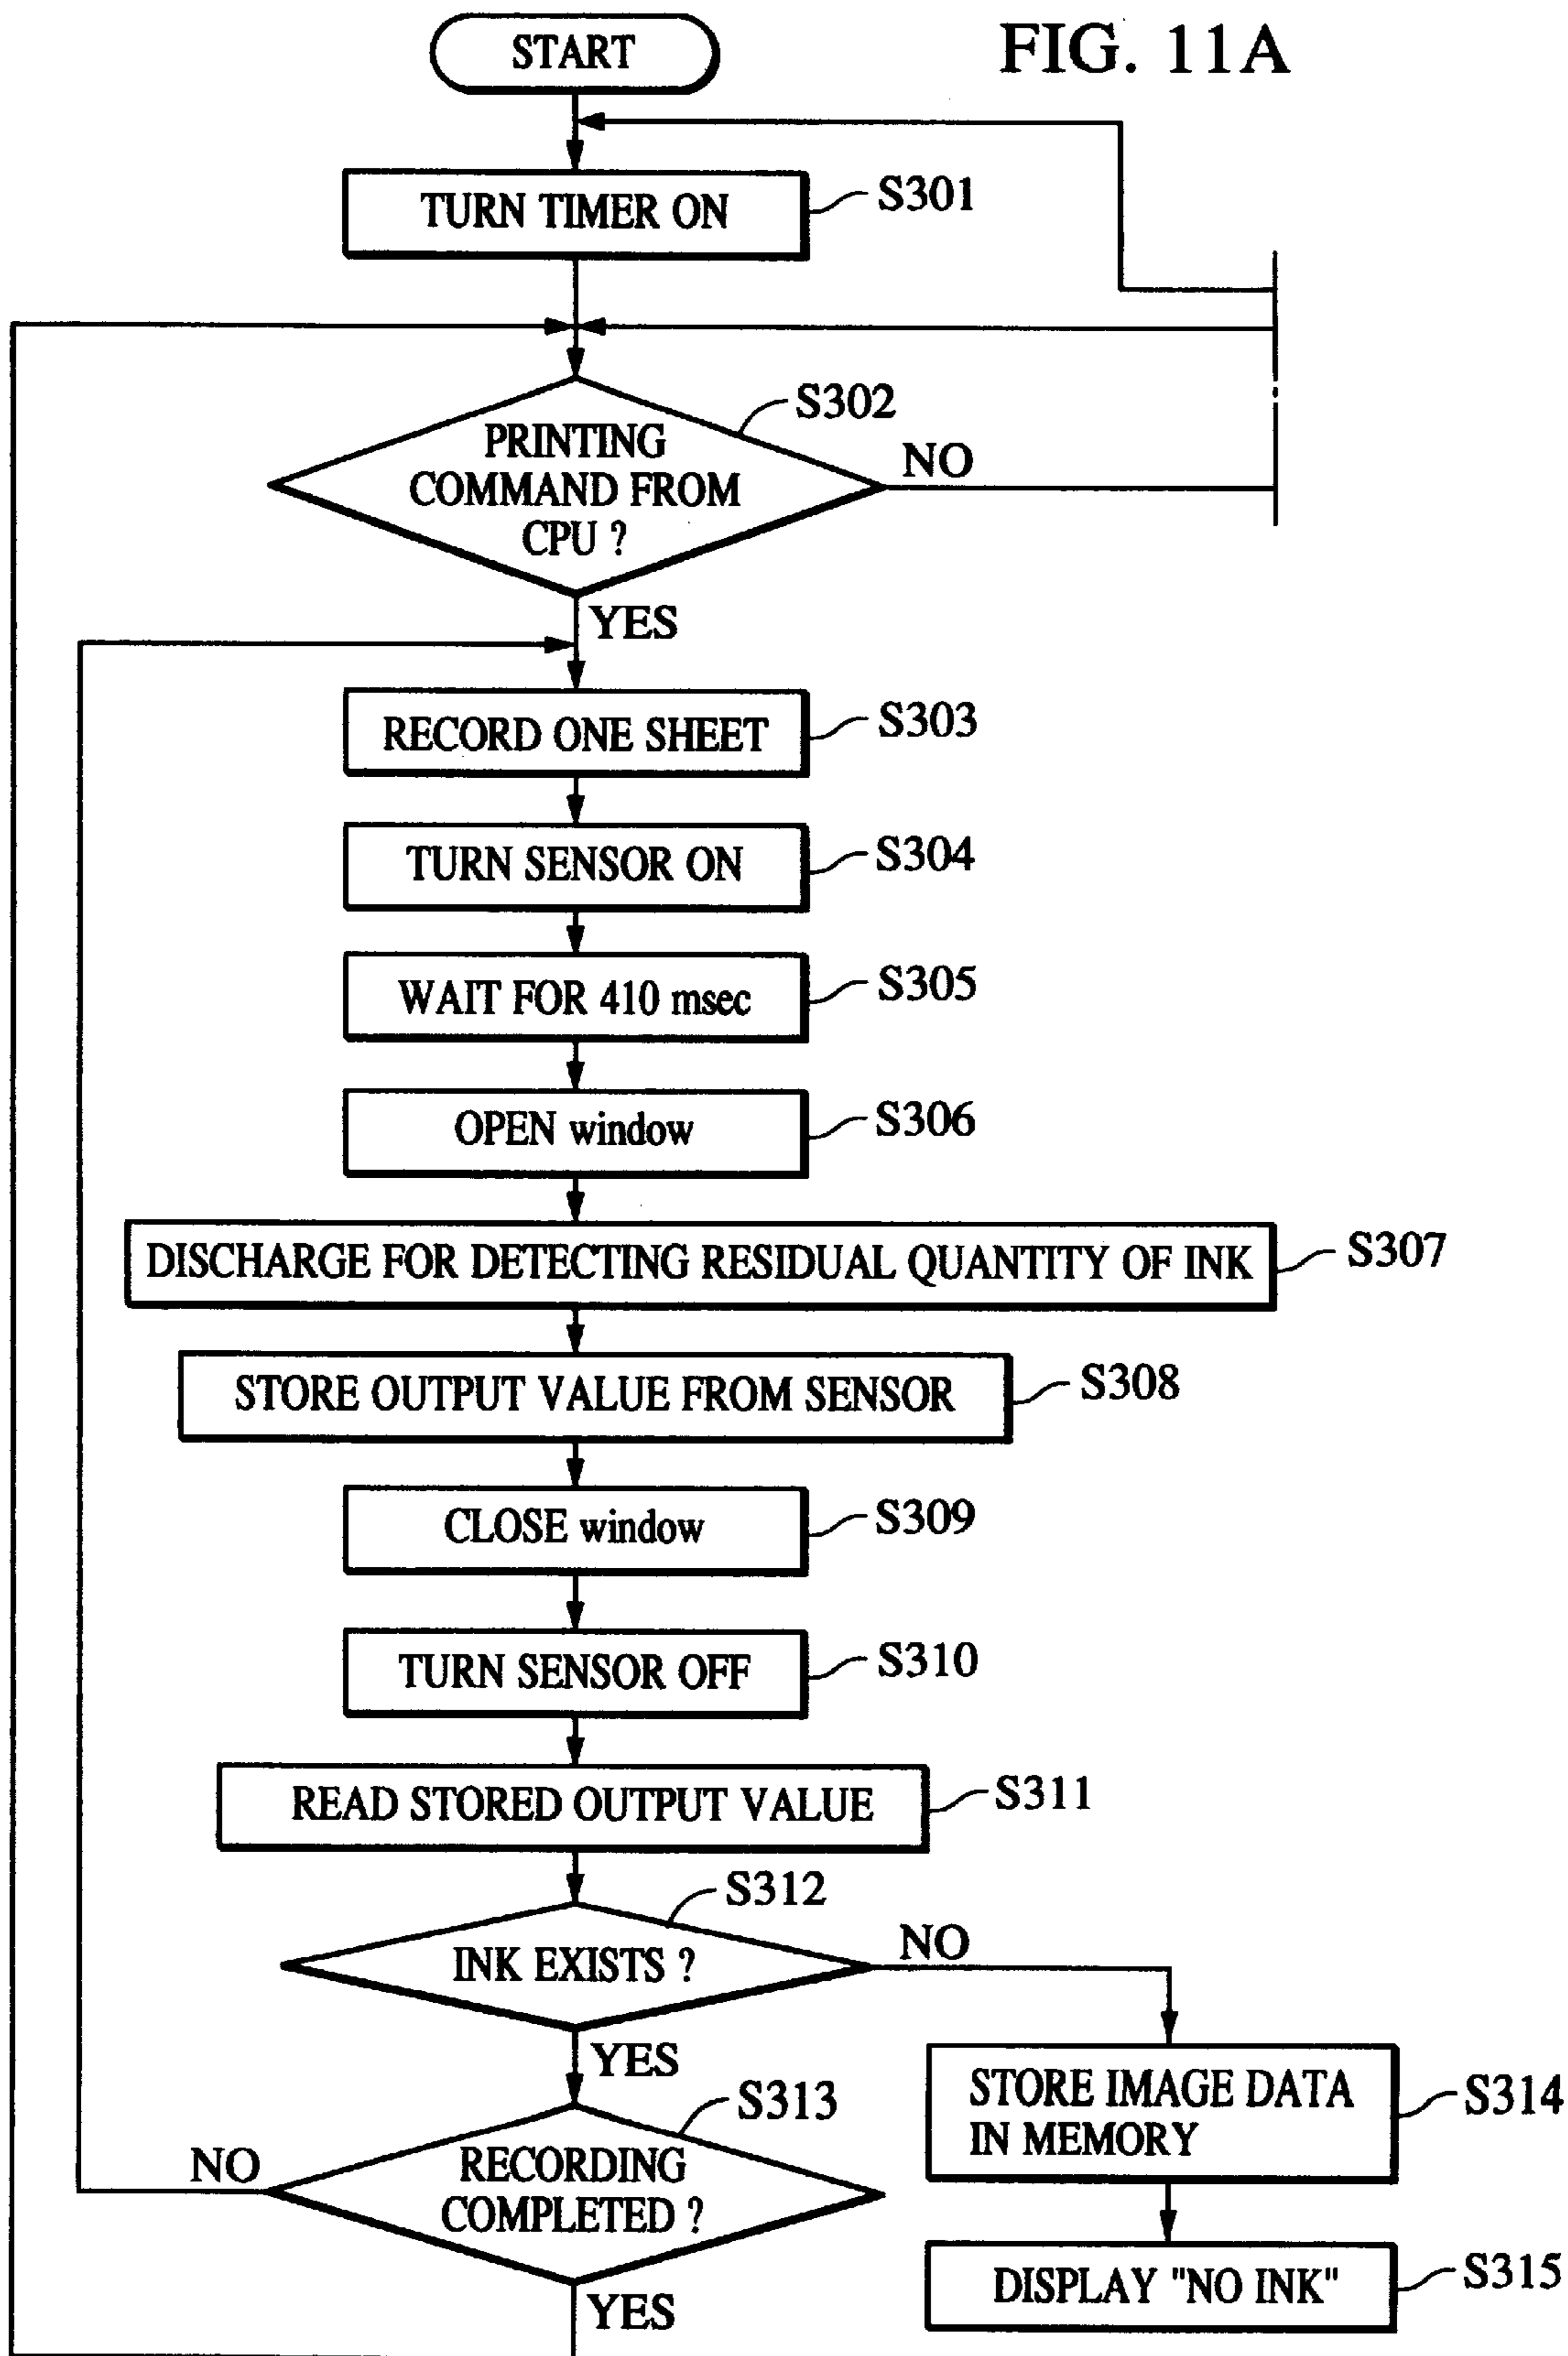 START
FIG. 11A
TURN TIMER ON
S301
S302
PRINTING
COMMAND FROM
CPU ?
NO
YES
RECORD ONE SHEET
S303
TURN SENSOR ON
S304
WAIT FOR 410 msec
S305
OPEN window
S306
DISCHARGE FOR DETECTING RESIDUAL QUANTITY OF INK
S307
STORE OUTPUT VALUE FROM SENSOR
S308
CLOSE window
S309
TURN SENSOR OFF
S310
READ STORED OUTPUT VALUE
S311
S312
INK EXISTS ?
NO
YES
STORE IMAGE DATA
IN MEMORY
S314
S313
RECORDING
COMPLETED ?
NO
YES
DISPLAY "NO INK"
S315